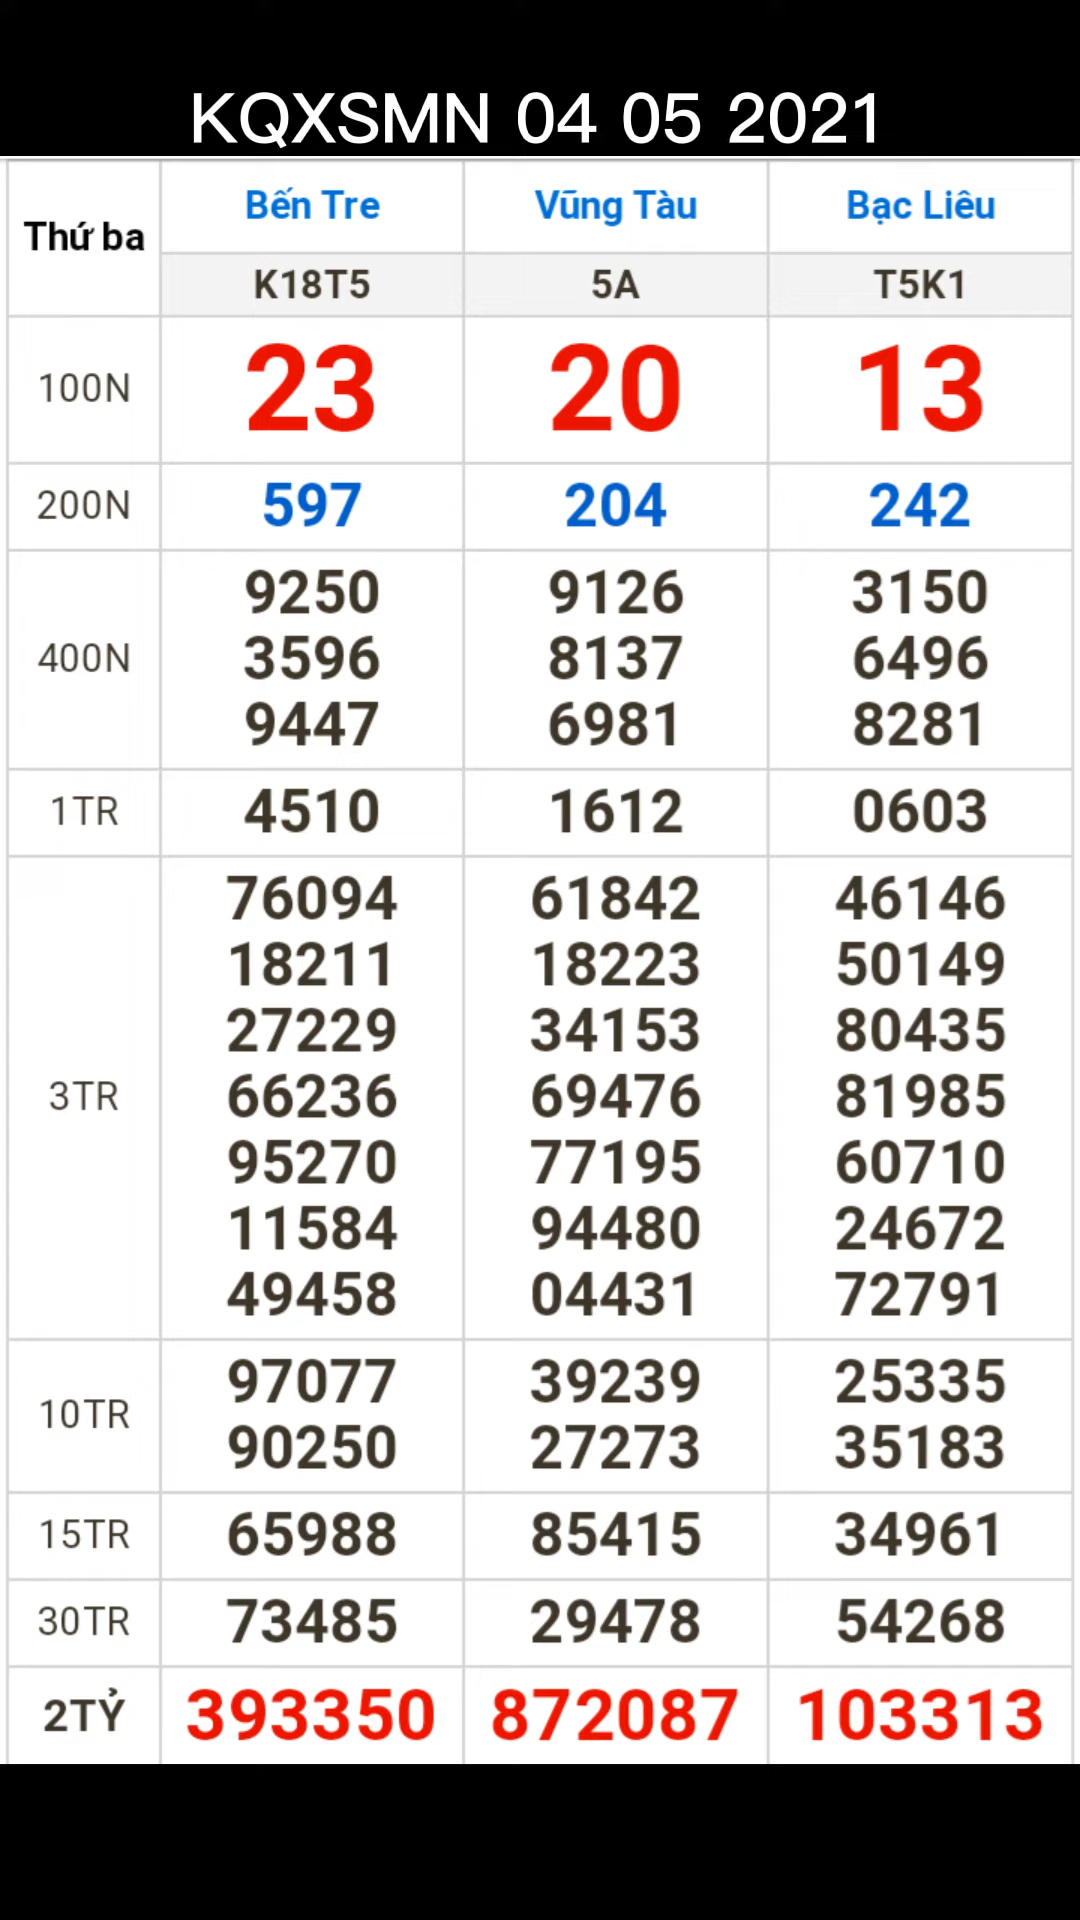 KQXSMN 04 05 2021
Thứ ba Bến Tre Vũng Tàu Bạc Liêu
K18T5 5A T5K1
100N 23 20 13
200N 597 204 242
9250 9126 3150
400N 3596 8137 6496
9447 6981 8281
1TR 4510 1612 0603
76094 61842 46146
18211 18223 50149
27229 34153 80435
3TR 66236 69476 81985
95270 77195 60710
11584 94480 24672
49458 04431 72791
10TR 97077 39239 25335
90250 27273 35183
15TR 65988 85415 34961
30TR 73485 29478 54268
2TỶ 393350 872087 103313